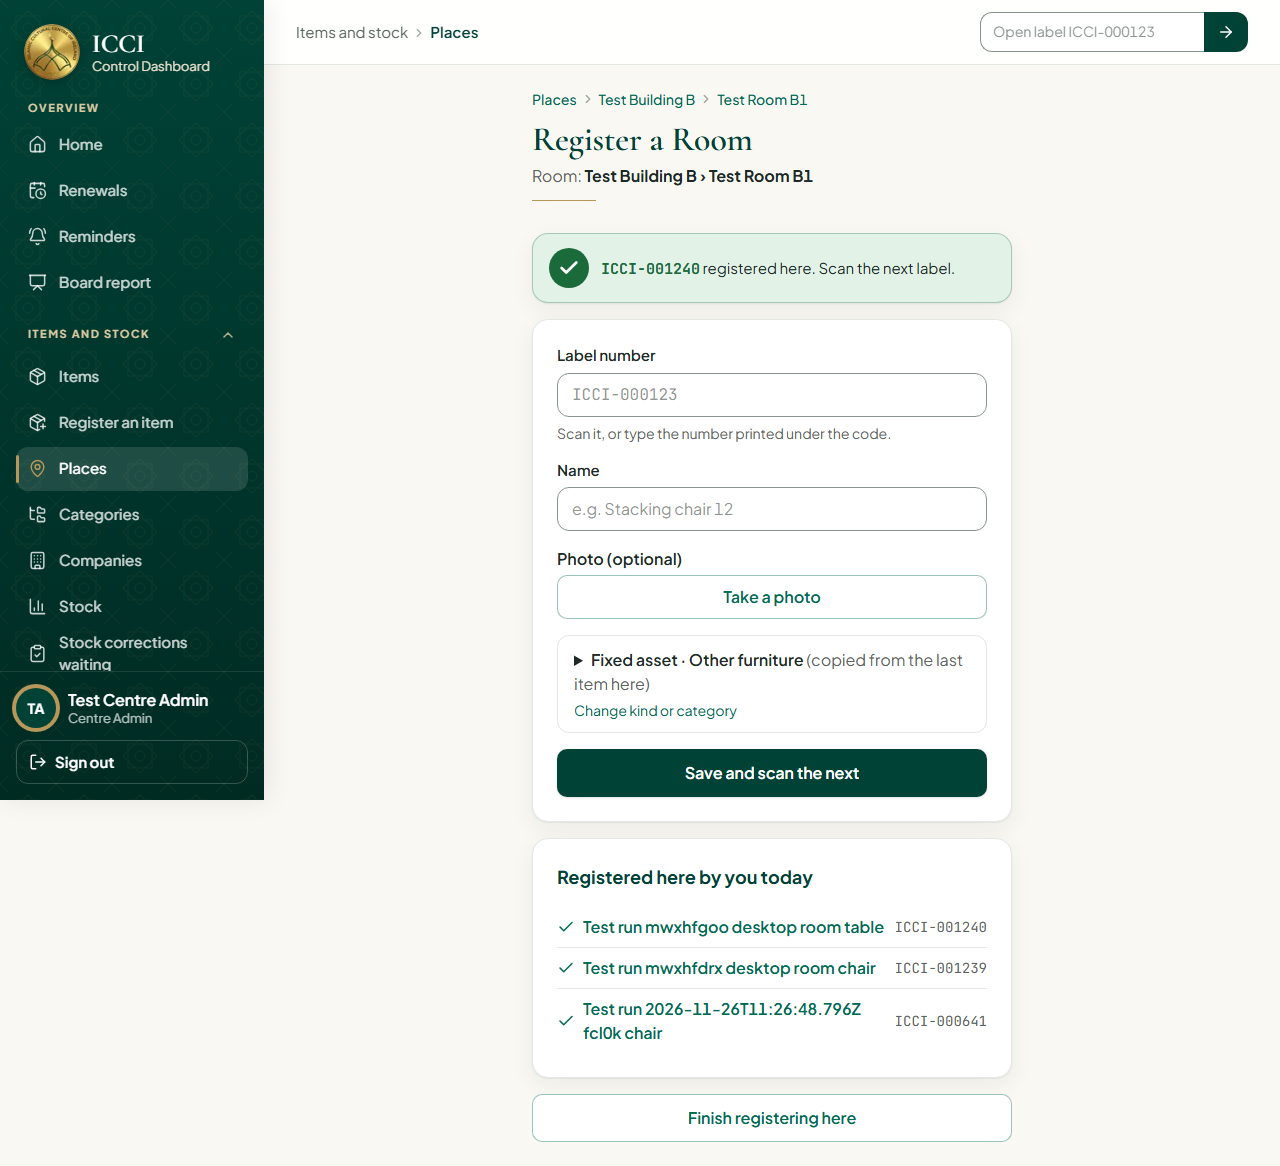 ICCI
Control Dashboard
OVERVIEW
Home
Renewals
Reminders
Board report
ITEMS AND STOCK
Items
Register an item
Places
Categories
Companies
Stock
Stock corrections
waiting
TA
Test Centre Admin
Centre Admin
Sign out
Items and stock › Places
Open label ICCI-000123
Places › Test Building B › Test Room B1
Register a Room
Room: Test Building B › Test Room B1
ICCI-001240 registered here. Scan the next label.
Label number
ICCI-000123
Scan it, or type the number printed under the code.
Name
e.g. Stacking chair 12
Photo (optional)
Take a photo
Fixed asset · Other furniture (copied from the last
item here)
Change kind or category
Save and scan the next
Registered here by you today
Test run mwxhfgoo desktop room table ICCI-001240
Test run mwxhfdrx desktop room chair ICCI-001239
Test run 2026-11-26T11:26:48.796Z
fcl0k chair ICCI-000641
Finish registering here